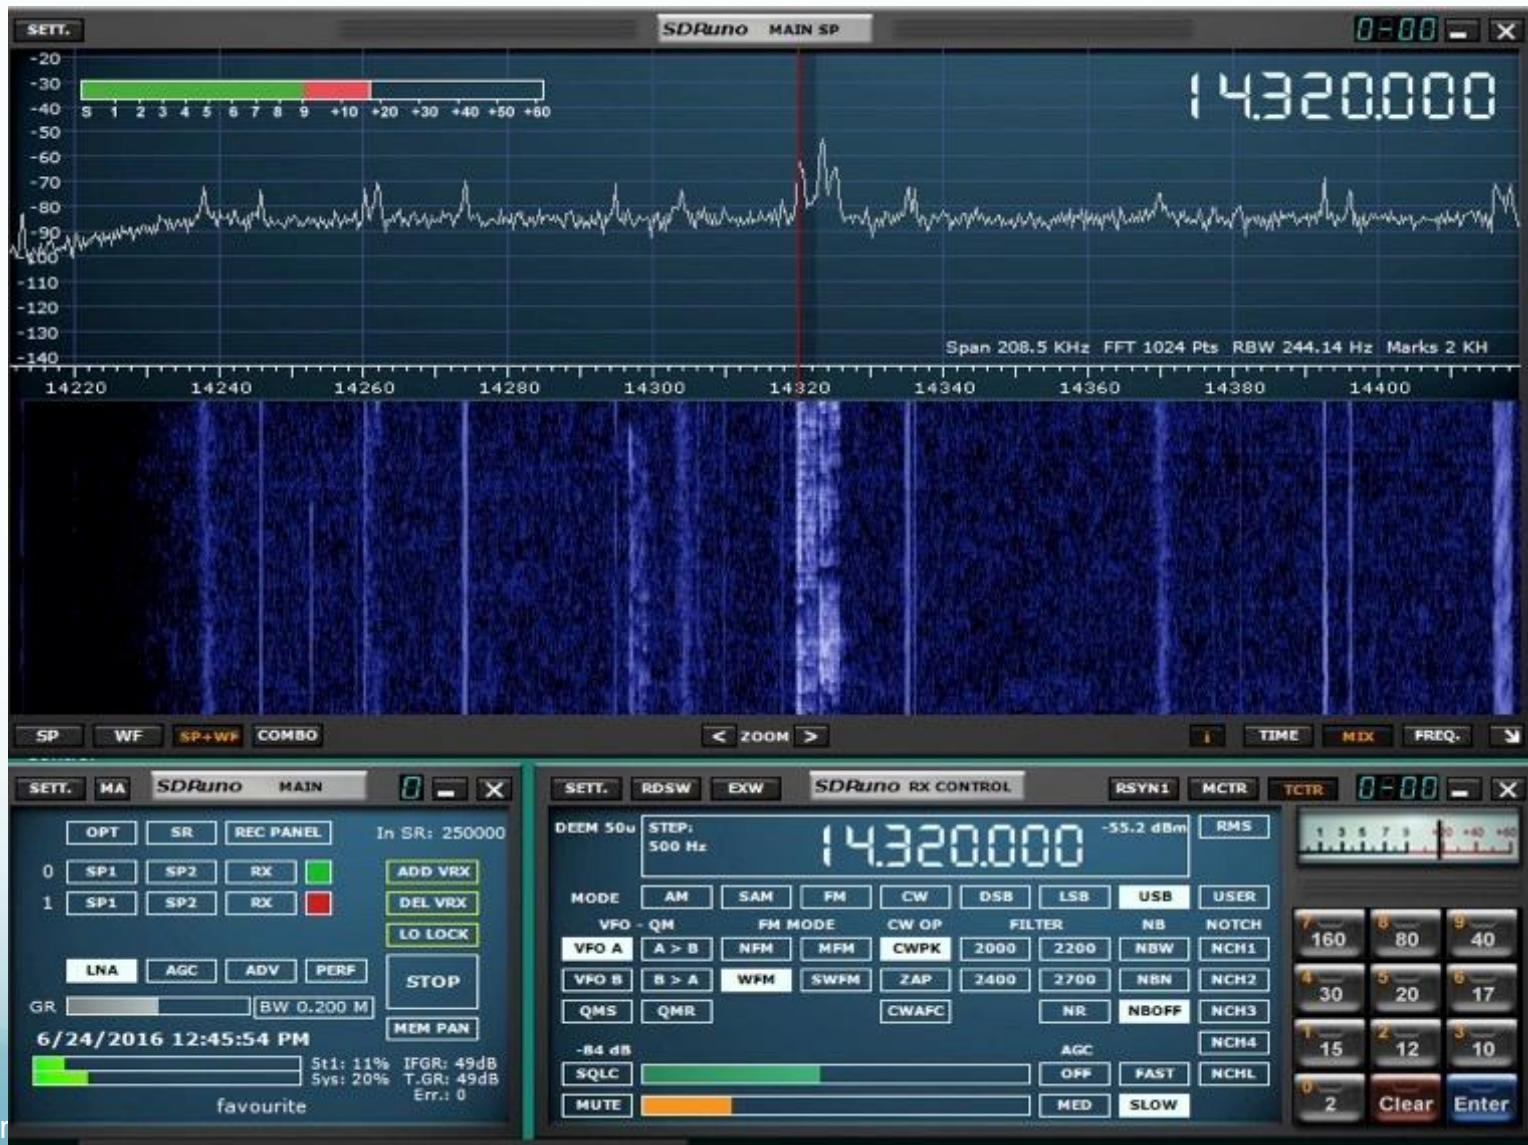 SETT. SDRuno MAIN SP 0-00
-20
-30
-40
-50
-60
-70
-80
-90
-100
-110
-120
-130
-140
S 1 2 3 4 5 6 7 8 9 +10 +20 +30 +40 +50 +60
14.320.000
Span 208.5 KHz FFT 1024 Pts RBW 244.14 Hz Marks 2 KH
14220 14240 14260 14280 14300 14320 14340 14360 14380 14400
SP WF SP+WF COMBO < ZOOM > i TIME MIX FREQ.
SETT. MA SDRuno MAIN 0
OPT SR REC PANEL In SR: 250000
0 SP1 SP2 RX ADD VRX
1 SP1 SP2 RX DEL VRX
LO LOCK
LNA AGC ADV PERF STOP
GR BW 0.200 M
MEM PAN
6/24/2016 12:45:54 PM
St1: 11% IFGR: 49dB
Sys: 20% T.GR: 49dB
Err.: 0
favourite
SETT. RDSW EXW SDRuno RX CONTROL RSYN1 MCTR TCTR 0-00
DEEM 50u STEP: 14.320.000 -55.2 dBm RMS
500 Hz
MODE AM SAM FM CW DSB LSB USB USER
VFO - QM FM MODE CW OP FILTER NB NOTCH
VFO A A > B NFM MFM CWPK 2000 2200 NBW NCH1
VFO B B > A WFM SWFM ZAP 2400 2700 NBN NCH2
QMS QMR CWAFC NR NBOFF NCH3
NCH4
-84 dB AGC
SQLC OFF FAST NCHL
MUTE MED SLOW
1 3 5 7 9 +20 +40 +60
7 160 8 80 9 40
4 30 5 20 6 17
1 15 2 12 3 10
0 2 Clear Enter